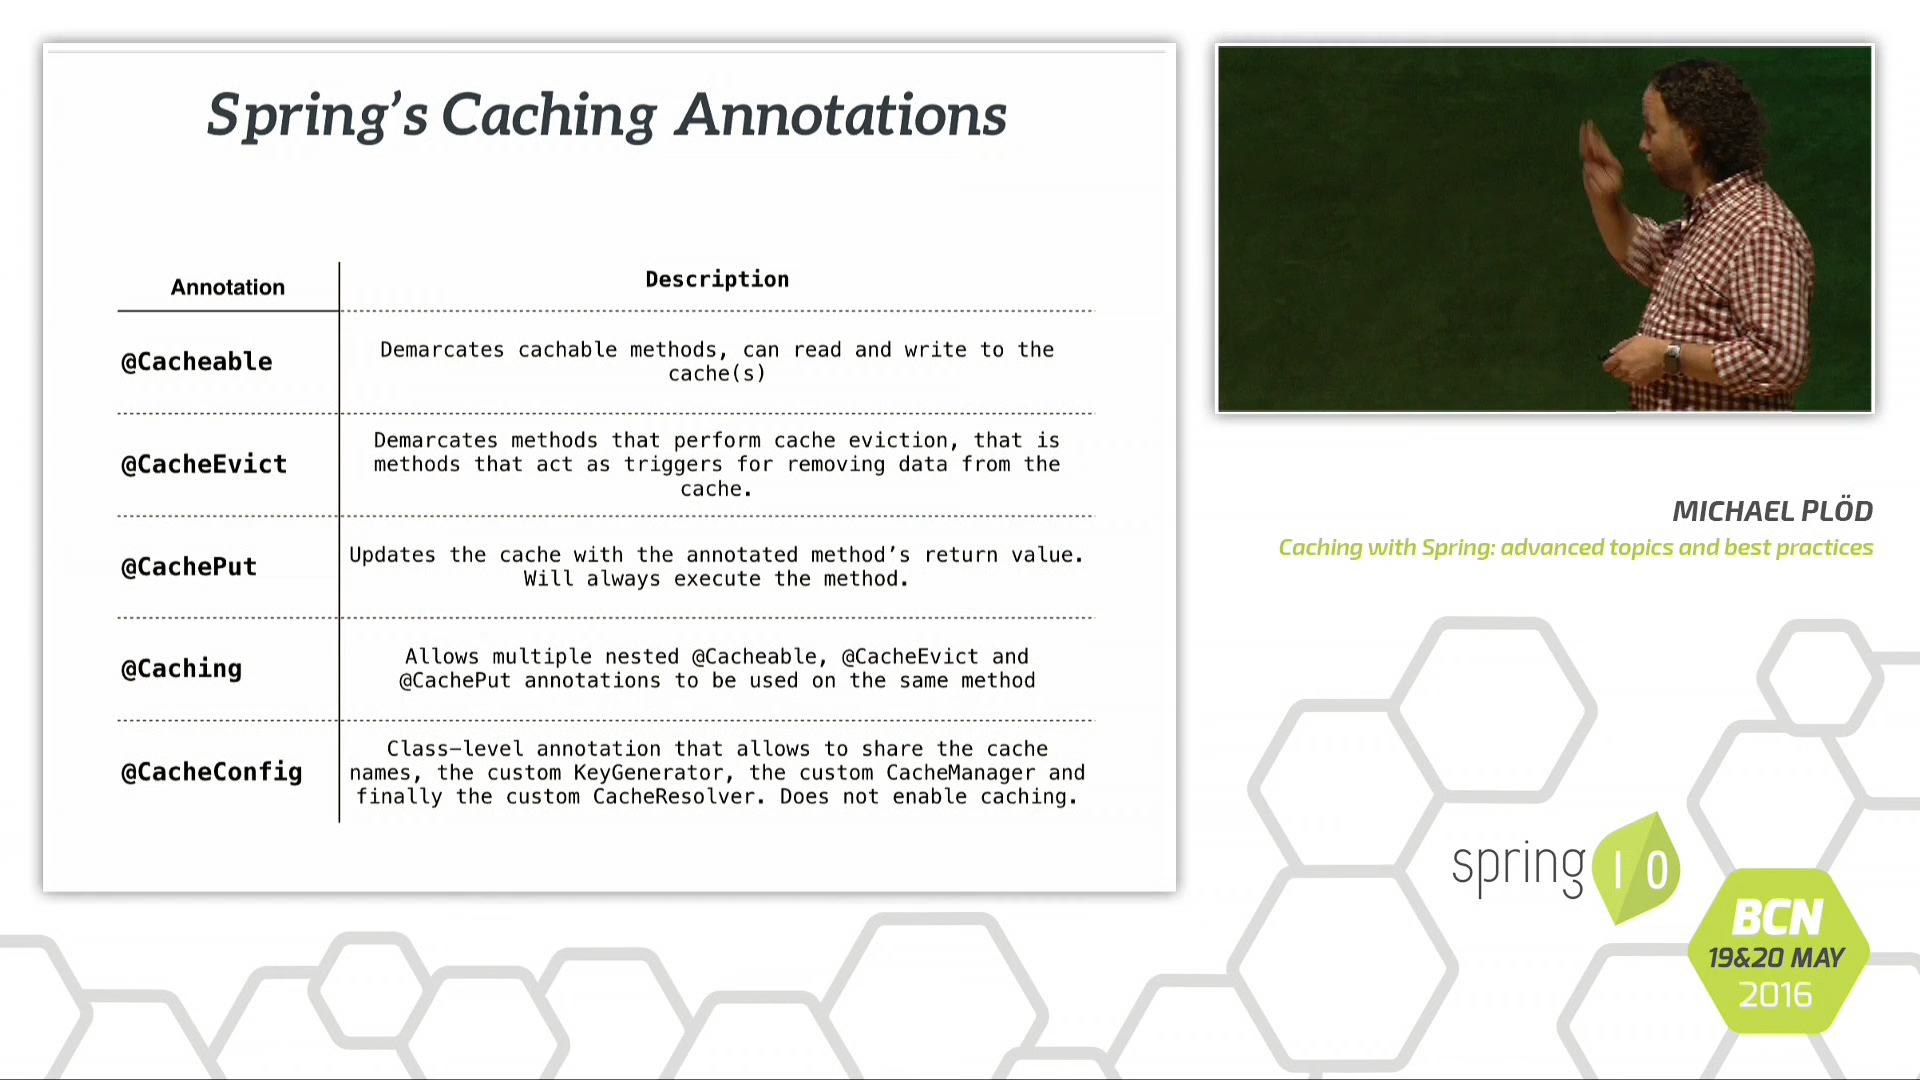 Spring’s Caching Annotations
Annotation
Description
@Cacheable
Demarcates cachable methods, can read and write to the
cache(s)
@CacheEvict
Demarcates methods that perform cache eviction, that is
methods that act as triggers for removing data from the
cache.
@CachePut
Updates the cache with the annotated method’s return value.
Will always execute the method.
@Caching
Allows multiple nested @Cacheable, @CacheEvict and
@CachePut annotations to be used on the same method
@CacheConfig
Class–level annotation that allows to share the cache
names, the custom KeyGenerator, the custom CacheManager and
finally the custom CacheResolver. Does not enable caching.
MICHAEL PLÖD
Caching with Spring: advanced topics and best practices
spring I O
BCN
19&20 MAY
2016